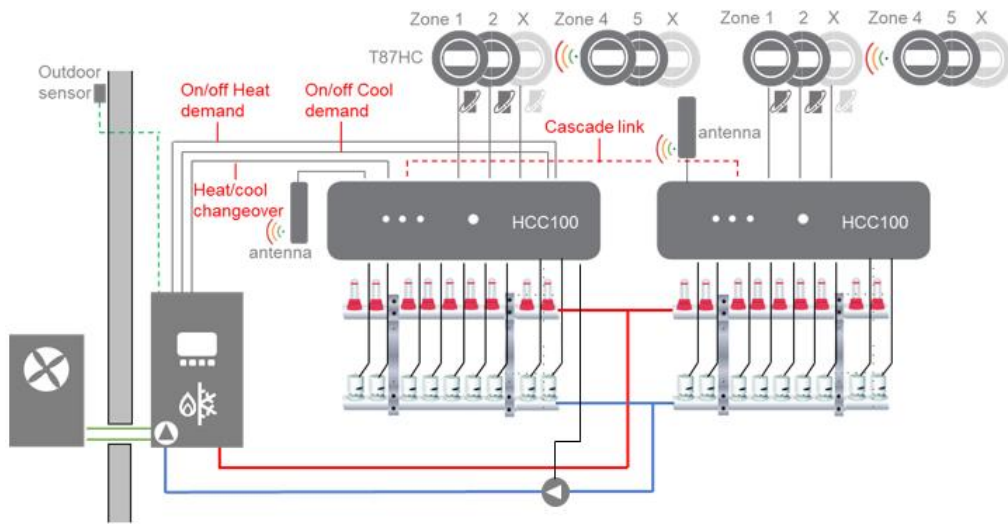 Zone 1 2 X Zone 4 5 X
Zone 1 2 X Zone 4 5 X
T87HC
Outdoor
sensor
On/off Heat
demand
On/off Cool
demand
Cascade link
antenna
Heat/cool
changeover
antenna
HCC100
HCC100